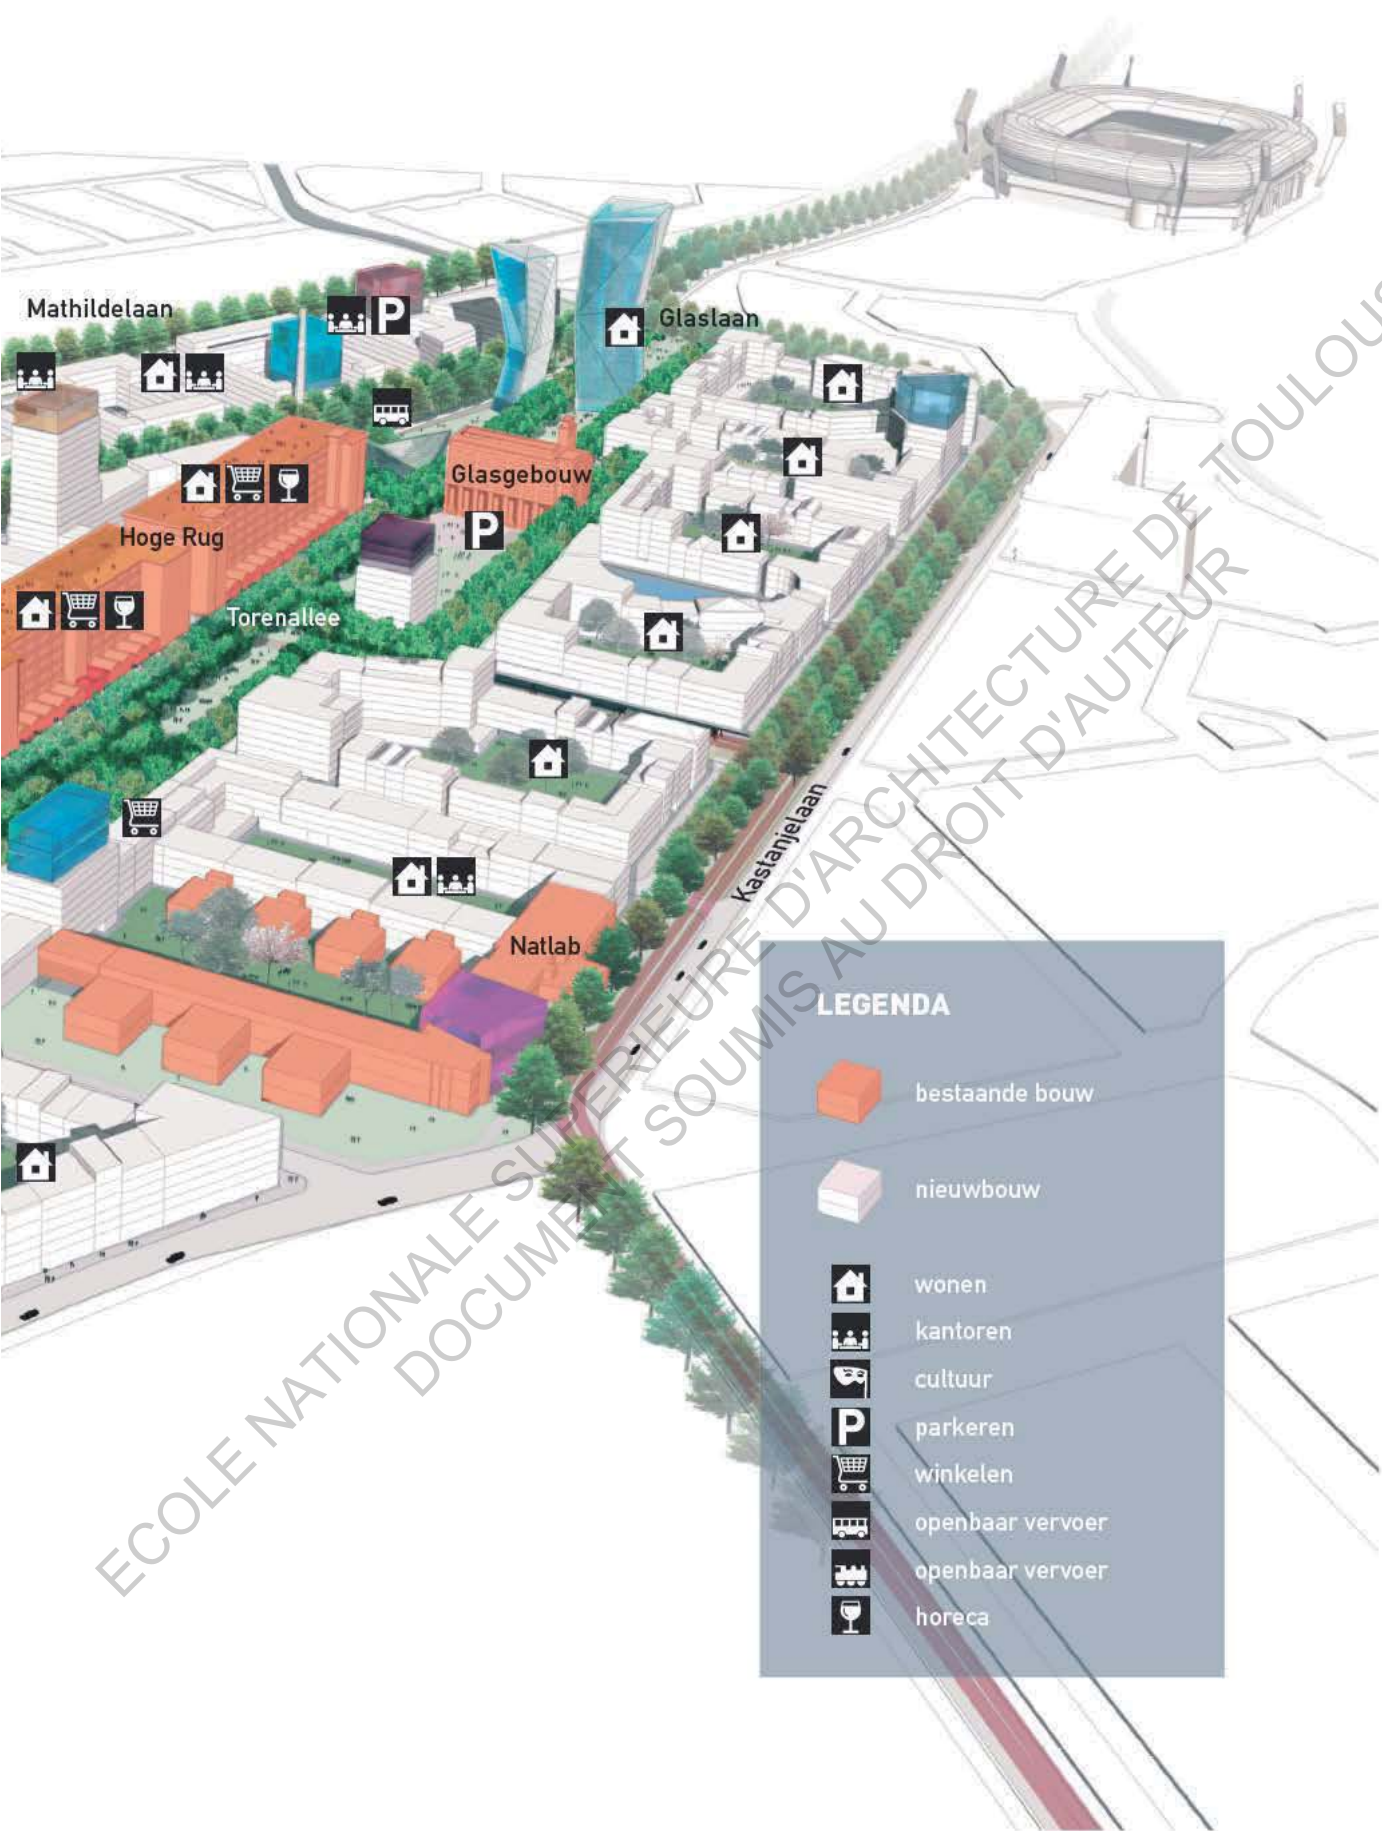 Mathildelaan
P
Glaslaan
Glasgebouw
P
Hoge Rug
Torenallee
Kastanjelaan
Natlab
LEGENDA
bestaande bouw
nieuwbouw
wonen
kantoren
cultuur
P parkeren
winkelen
openbaar vervoer
openbaar vervoer
horeca
ECOLE NATIONALE SUPERIEURE D'ARCHITECTURE DE TOULOUS
DOCUMENT SOUMIS AU DROIT D'AUTEUR